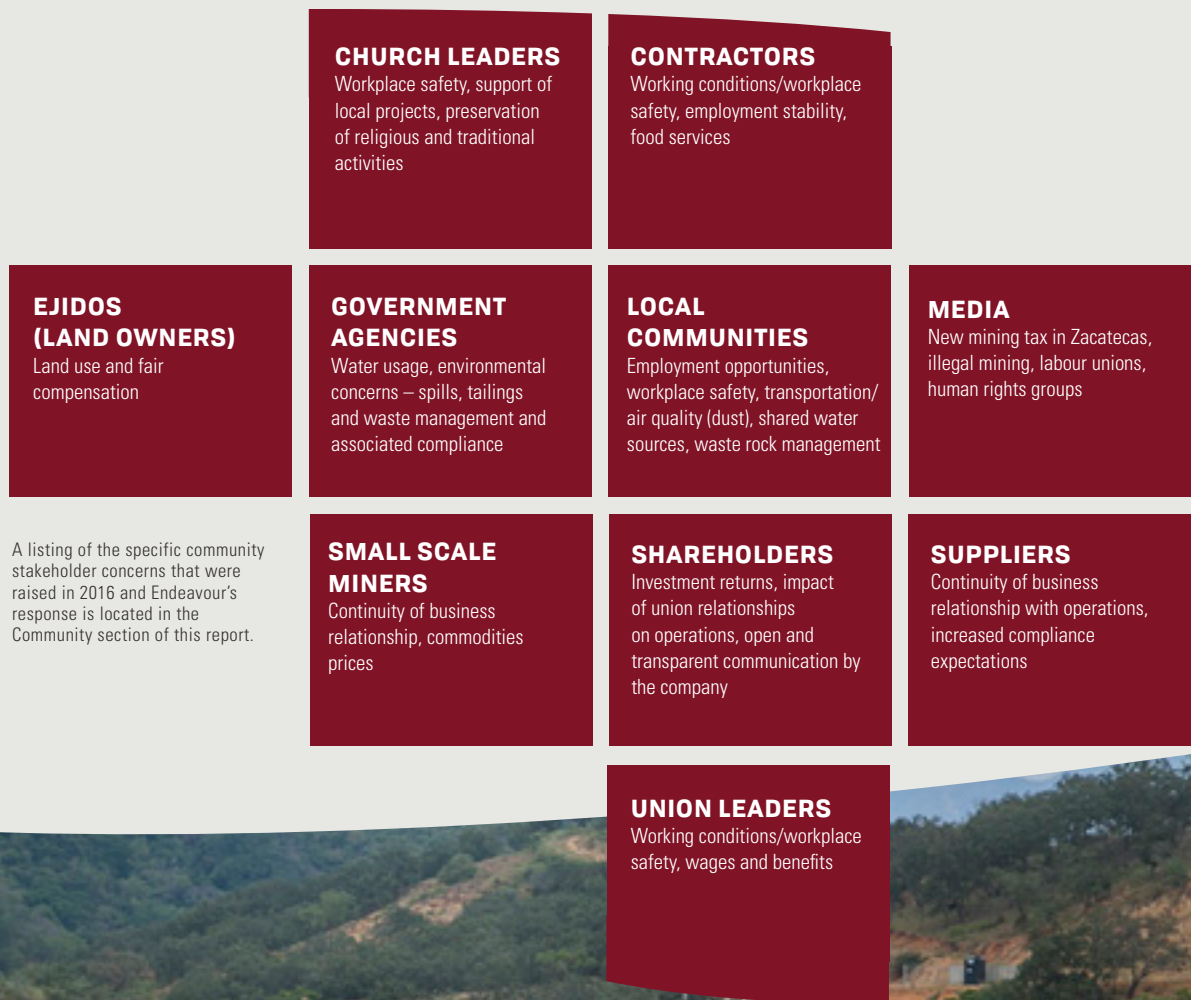 CHURCH LEADERS
Workplace safety, support of
local projects, preservation
of religious and traditional
activities
CONTRACTORS
Working conditions/workplace
safety, employment stability,
food services
EJIDOS
(LAND OWNERS)
Land use and fair
compensation
GOVERNMENT
AGENCIES
Water usage, environmental
concerns – spills, tailings
and waste management and
associated compliance
LOCAL
COMMUNITIES
Employment opportunities,
workplace safety, transportation/
air quality (dust), shared water
sources, waste rock management
MEDIA
New mining tax in Zacatecas,
illegal mining, labour unions,
human rights groups
A listing of the specific community
stakeholder concerns that were
raised in 2016 and Endeavour’s
response is located in the
Community section of this report.
SMALL SCALE
MINERS
Continuity of business
relationship, commodities
prices
SHAREHOLDERS
Investment returns, impact
of union relationships
on operations, open and
transparent communication by
the company
SUPPLIERS
Continuity of business
relationship with operations,
increased compliance
expectations
UNION LEADERS
Working conditions/workplace
safety, wages and benefits